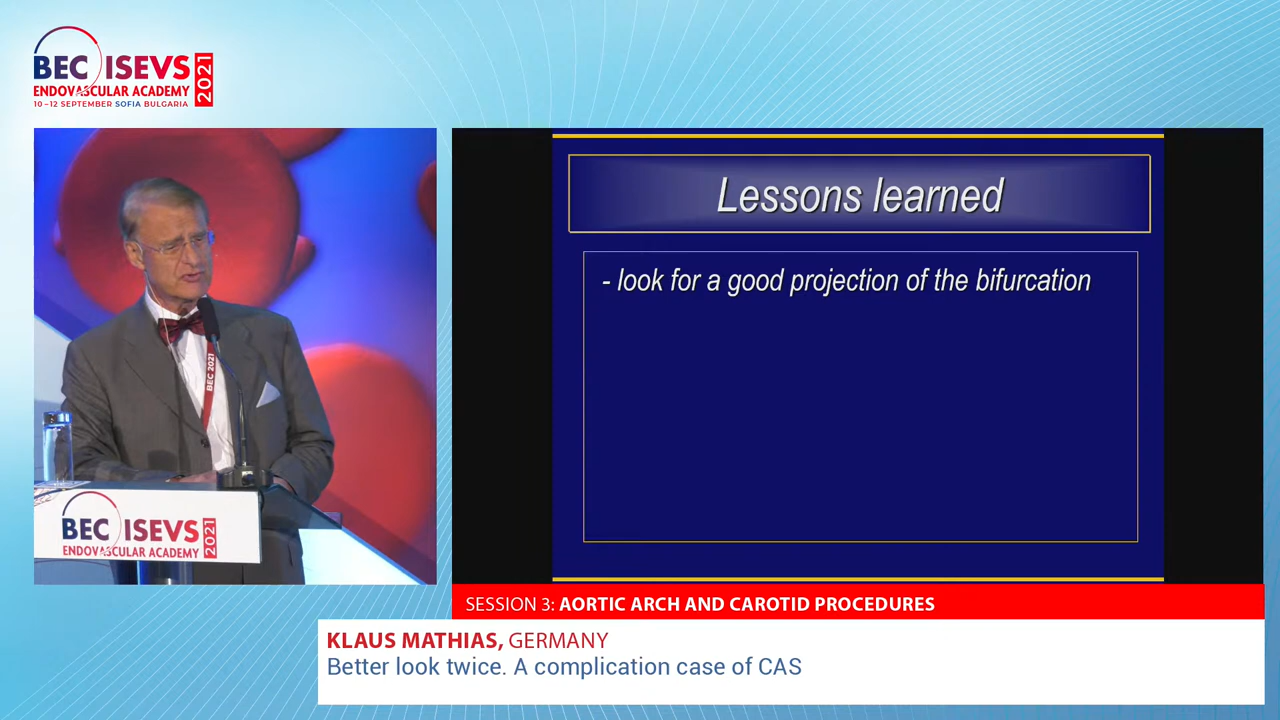 BEC ISEVS 2021
ENDOVASCULAR ACADEMY
10–12 SEPTEMBER SOFIA BULGARIA
BEC 2021
BEC ISEVS 2021
ENDOVASCULAR ACADEMY
Lessons learned
- look for a good projection of the bifurcation
SESSION 3: AORTIC ARCH AND CAROTID PROCEDURES
KLAUS MATHIAS, GERMANY
Better look twice. A complication case of CAS